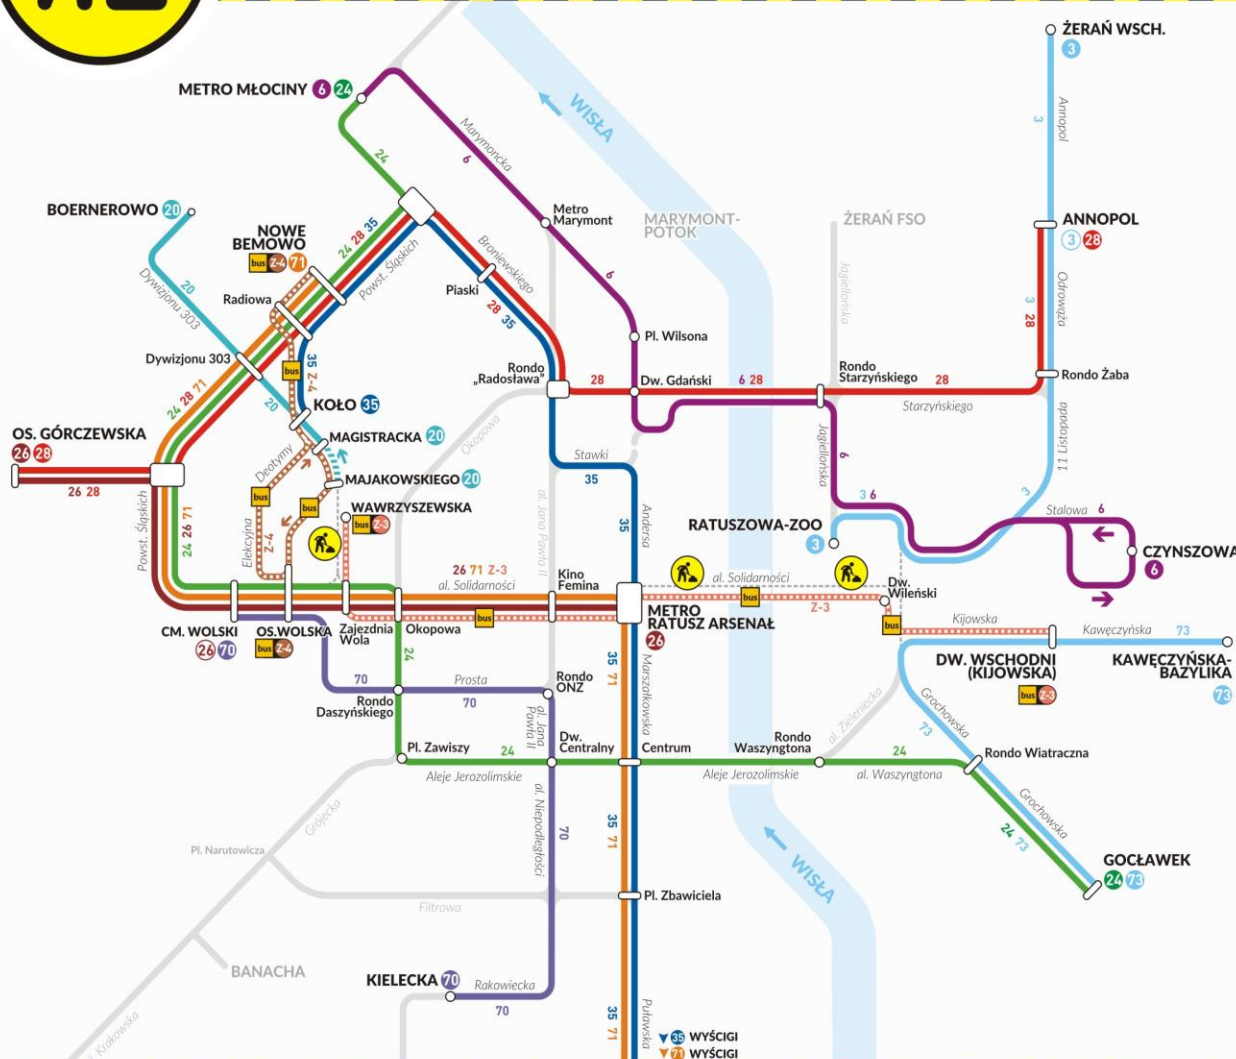 ŻERAŃ WSCH.
3
METRO MŁOCINY 6 24
WISŁA
Annopol
3
Marymoncka
6
24
BOERNEROWO 20
Metro
Marymont
MARYMONT-
POTOK
ŻERAŃ FSO
ANNOPOL
3 28
NOWE
BEMOWO
bus Z-4 71
24 28 35
Powst. Śląskich
Broniewskiego
Piaski
28 35
6
Jagiellońska
Odrowąża
3
28
20
Dywizjonu 303
Radiowa
Pl. Wilsona
Dywizjonu 303
bus
35
Z-4
Rondo
„Radosława”
28
Dw. Gdański
6 28
Rondo
Starzyńskiego
28
Starzyńskiego
Rondo Żaba
24 28 71
20
KOŁO 35
OS. GÓRCZEWSKA
26 28
MAGISTRACKA 20
Okopowa
Stawki
35
Jagiellońska
6
11 Listopada
3
26 28
Deotymy
MAJAKOWSKIEGO 20
bus
bus
WAWRZYSZEWSKA
bus Z-3
al. Jana Pawła II
Andersa
35
3 6
RATUSZOWA-ZOO
3
Stalowa
6
CZYNSZOWA
6
Powst. Śląskich
24 26 71
Elekcyjna
Z-4
26 71 Z-3
al. Solidarności
Kino
Femina
al. Solidarności
bus
Z-3
Dw.
Wileński
bus
Kijowska
Kawęczyńska
73
CM. WOLSKI
26 70
OS.WOLSKA
bus Z-4
Zajezdnia
Wola
Okopowa
bus
METRO
RATUSZ ARSENAŁ
26
DW. WSCHODNI
(KIJOWSKA)
bus Z-3
KAWĘCZYŃSKA-
BAZYLIKA
73
24
70
Prosta
70
Rondo
ONZ
35
71
Marszałkowska
Rondo
Daszyńskiego
al. Jana
Pawła II
al. Zieleniecka
Grochowska
73
Pl. Zawiszy
24
Aleje Jerozolimskie
Dw.
Centralny
Centrum
Aleje Jerozolimskie
Rondo
Waszyngtona
24
al. Waszyngtona
Rondo Wiatraczna
Grójecka
al. Niepodległości
70
35
71
WISŁA
Grochowska
24 73
Pl. Narutowicza
GOCŁAWEK
24 73
Filtrowa
Pl. Zbawiciela
BANACHA
KIELECKA 70
Rakowiecka
70
35
71
Puławska
Krakowska
35 WYŚCIGI
71 WYŚCIGI